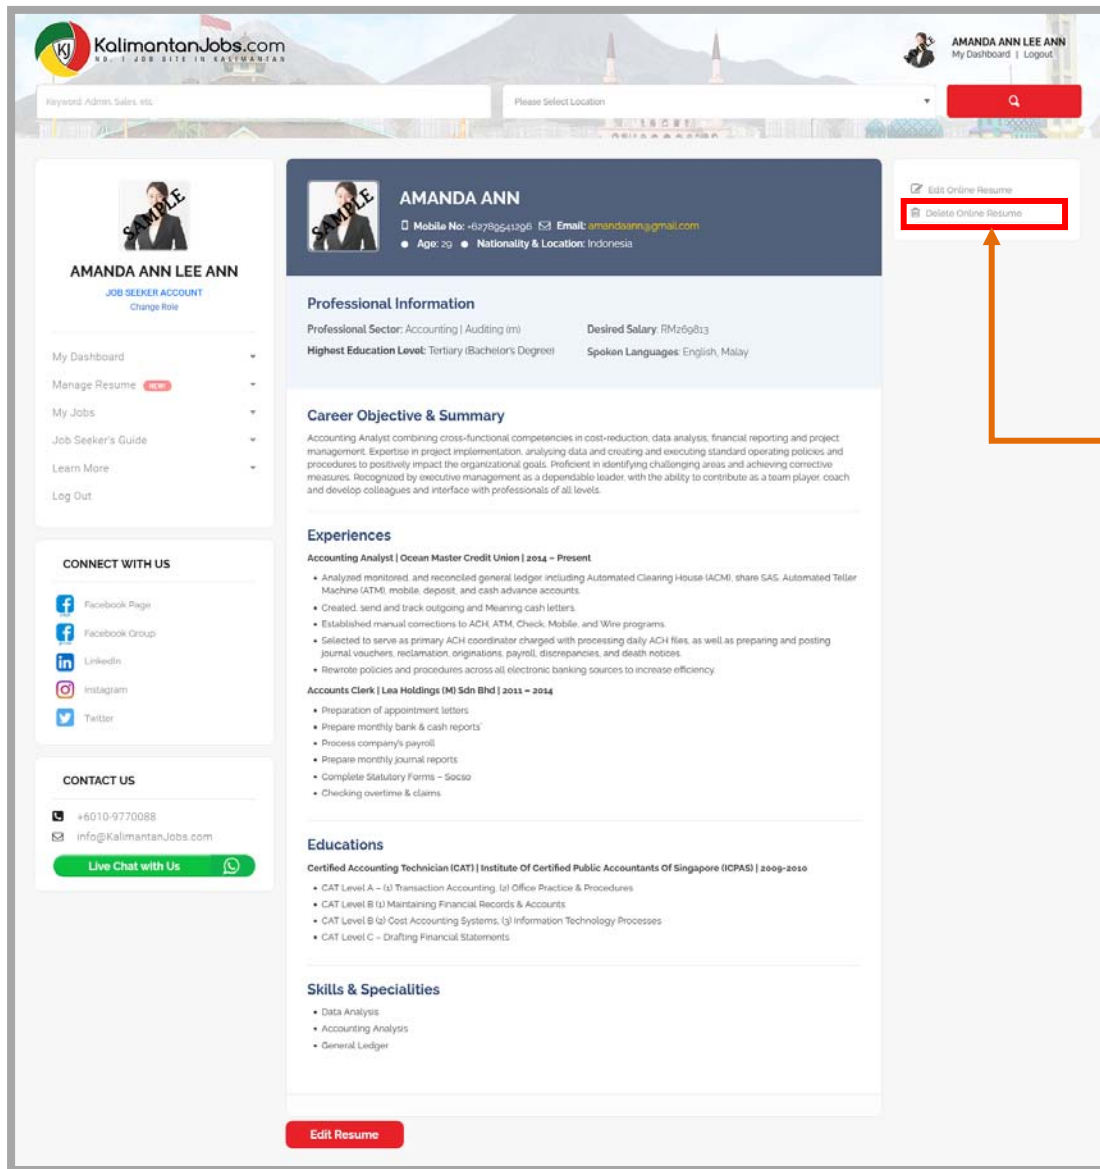 KalimantanJobs.com
NO. 1 JOB SITE IN KALIMANTAN
AMANDA ANN LEE ANN
My Dashboard | Logout
Keyword: Admin, Sales, etc
Please Select Location
SAMPLE
AMANDA ANN LEE ANN
JOB SEEKER ACCOUNT
Change Role
My Dashboard
Manage Resume NEW!
My Jobs
Job Seeker's Guide
Learn More
Log Out
CONNECT WITH US
Facebook Page
Facebook Group
LinkedIn
Instagram
Twitter
CONTACT US
+6010-9770088
info@KalimantanJobs.com
Live Chat with Us
SAMPLE
AMANDA ANN
Mobile No: +62789541296 Email: amandaann@gmail.com
Age: 29 Nationality & Location: Indonesia
Professional Information
Professional Sector: Accounting | Auditing (m) Desired Salary: RM269813
Highest Education Level: Tertiary (Bachelor's Degree) Spoken Languages: English, Malay
Career Objective & Summary
Accounting Analyst combining cross-functional competencies in cost-reduction, data analysis, financial reporting and project
management. Expertise in project implementation, analysing data and creating and executing standard operating policies and
procedures to positively impact the organizational goals. Proficient in identifying challenging areas and achieving corrective
measures. Recognized by executive management as a dependable leader, with the ability to contribute as a team player, coach
and develop colleagues and interface with professionals of all levels.
Experiences
Accounting Analyst | Ocean Master Credit Union | 2014 – Present
• Analyzed monitored, and reconciled general ledger including Automated Clearing House (ACM), share SAS, Automated Teller
Machine (ATM), mobile, deposit, and cash advance accounts.
• Created, send and track outgoing and Meaning cash letters
• Established manual corrections to ACH, ATM, Check, Mobile, and Wire programs.
• Selected to serve as primary ACH coordinator charged with processing daily ACH files, as well as preparing and posting
journal vouchers, reclamation, originations, payroll, discrepancies, and death notices.
• Rewrote policies and procedures across all electronic banking sources to increase efficiency.
Accounts Clerk | Lea Holdings (M) Sdn Bhd | 2011 – 2014
• Preparation of appointment letters
• Prepare monthly bank & cash reports`
• Process company's payroll
• Prepare monthly journal reports
• Complete Statutory Forms – Socso
• Checking overtime & claims
Educations
Certified Accounting Technician (CAT) | Institute Of Certified Public Accountants Of Singapore (ICPAS) | 2009-2010
• CAT Level A – (1) Transaction Accounting, (2) Office Practice & Procedures
• CAT Level B (1) Maintaining Financial Records & Accounts
• CAT Level B (2) Cost Accounting Systems, (3) Information Technology Processes
• CAT Level C – Drafting Financial Statements
Skills & Specialities
• Data Analysis
• Accounting Analysis
• General Ledger
Edit Resume
Edit Online Resume
Delete Online Resume